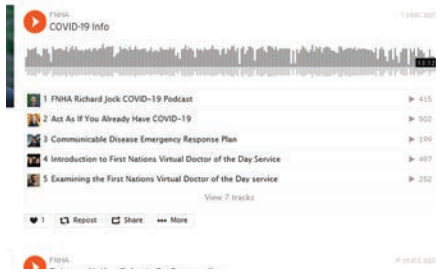 FNHA 1 year ago
COVID-19 Info
13:12
1 FNHA Richard Jock COVID-19 Podcast 415
2 Act As If You Already Have COVID-19 502
3 Communicable Disease Emergency Response Plan 199
4 Introduction to First Nations Virtual Doctor of the Day Service 497
5 Examining the First Nations Virtual Doctor of the Day service 252
View 7 tracks
1 Repost Share More
FNHA years ago